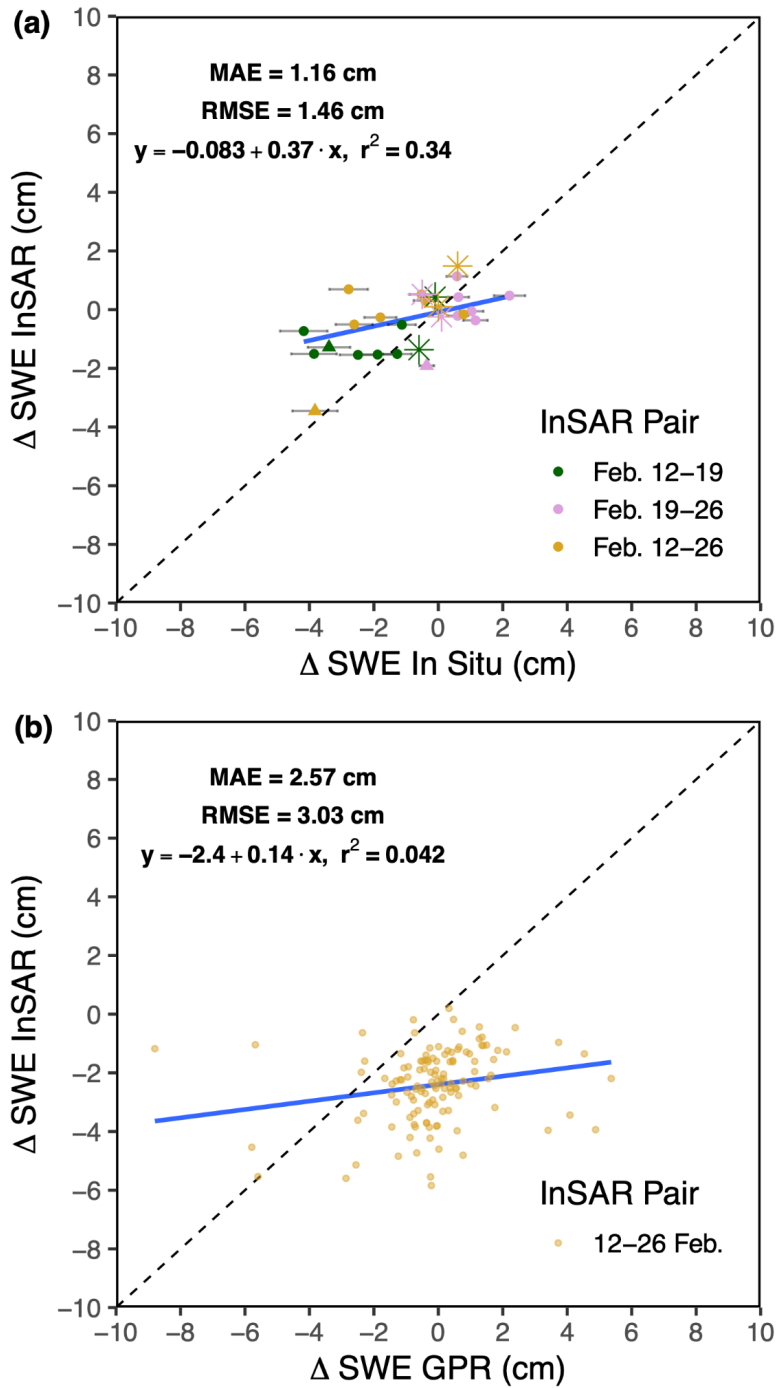 (a)
10
8
6
4
2
0
−2
−4
−6
−8
−10
Δ SWE InSAR (cm)
MAE = 1.16 cm
RMSE = 1.46 cm
y = −0.083 + 0.37 · x, r² = 0.34
InSAR Pair
Feb. 12−19
Feb. 19−26
Feb. 12−26
−10 −8 −6 −4 −2 0 2 4 6 8 10
Δ SWE In Situ (cm)
(b)
10
8
6
4
2
0
−2
−4
−6
−8
−10
Δ SWE InSAR (cm)
MAE = 2.57 cm
RMSE = 3.03 cm
y = −2.4 + 0.14 · x, r² = 0.042
InSAR Pair
12−26 Feb.
−10 −8 −6 −4 −2 0 2 4 6 8 10
Δ SWE GPR (cm)